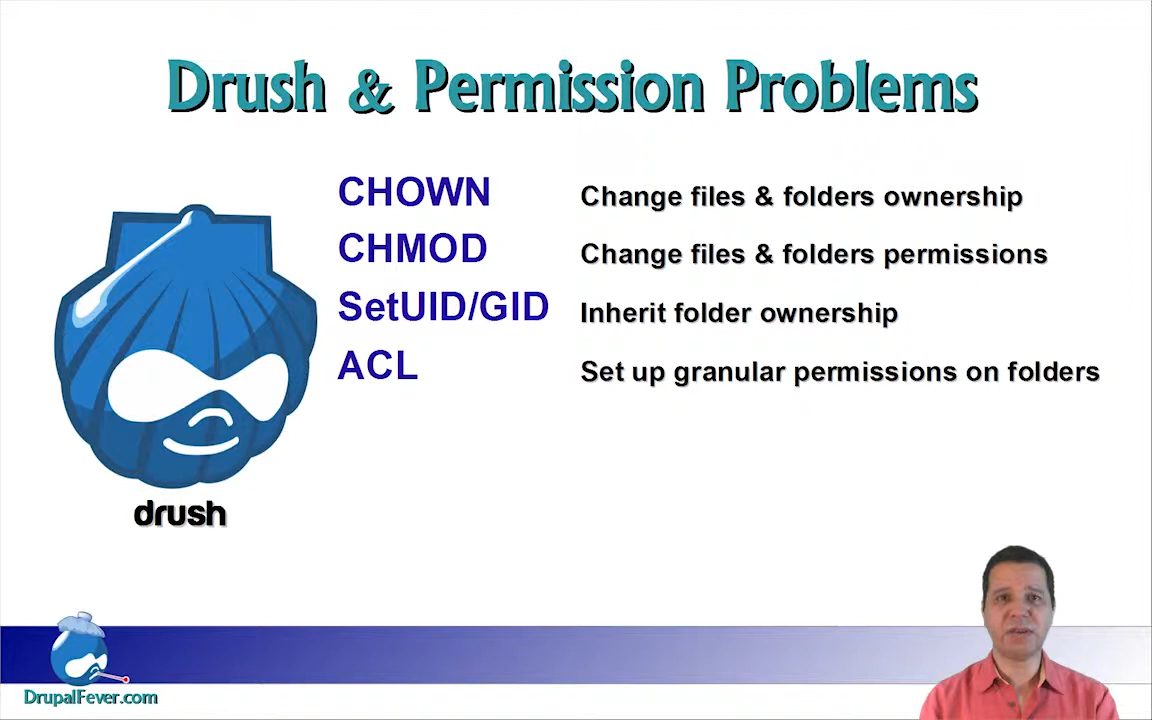 Drush & Permission Problems
CHOWN Change files & folders ownership
CHMOD Change files & folders permissions
SetUID/GID Inherit folder ownership
ACL Set up granular permissions on folders
drush
DrupalFever.com